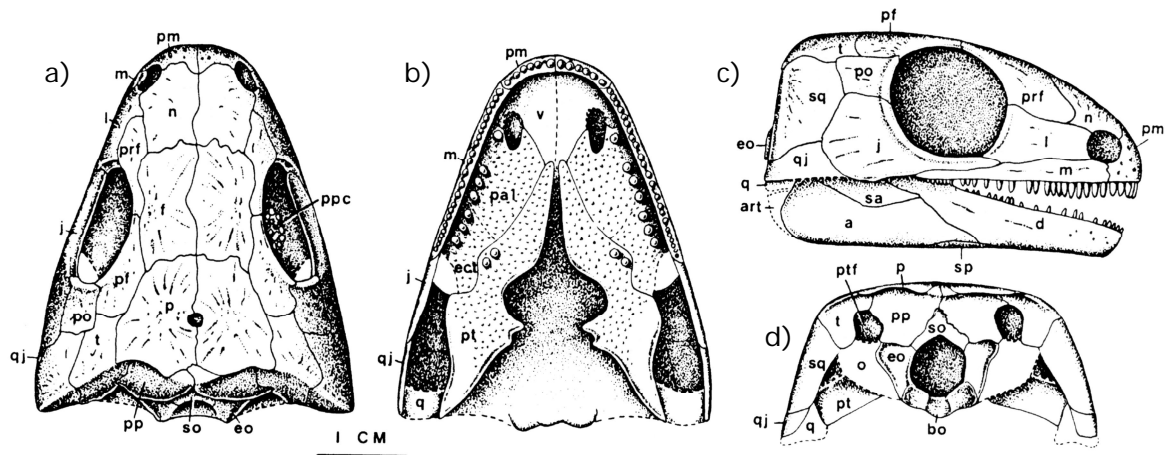 a)
pm
m
l
n
prf
f
ppc
j
pf
p
po
t
qj
pp
so
eo
b)
pm
v
m
pal
ect
j
pt
qj
q
c)
pf
t
po
sq
prf
n
pm
eo
j
l
m
qj
q
sa
art
a
d
sp
d)
ptf
p
t
pp
so
sq
o
eo
pt
qj
q
bo
1 CM